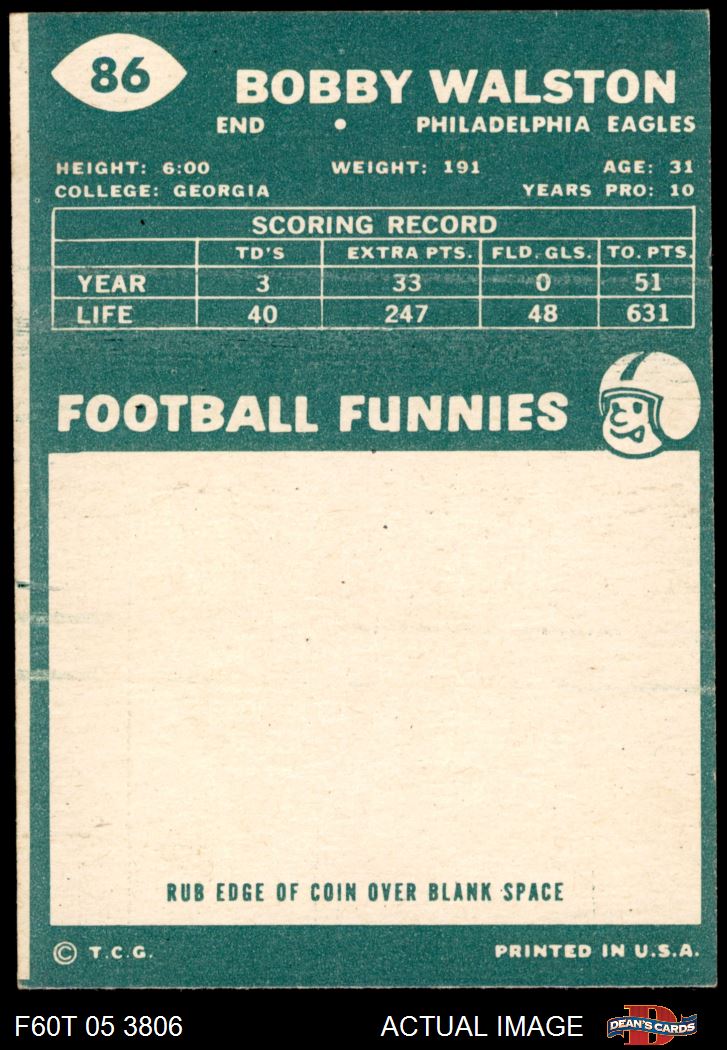 86
BOBBY WALSTON
END • PHILADELPHIA EAGLES
HEIGHT: 6:00 WEIGHT: 191 AGE: 31
COLLEGE: GEORGIA YEARS PRO: 10
SCORING RECORD
TD'S EXTRA PTS. FLD. GLS. TO. PTS.
YEAR 3 33 0 51
LIFE 40 247 48 631
FOOTBALL FUNNIES
RUB EDGE OF COIN OVER BLANK SPACE
© T.C.G. PRINTED IN U.S.A.
F60T 05 3806 ACTUAL IMAGE DEAN'S CARDS